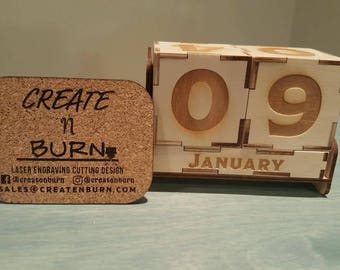 CREATE
'N
BURN
LASER ENGRAVING CUTTING DESIGN
@createnburn @createnburn
SALES@CREATENBURN.COM
09
JANUARY